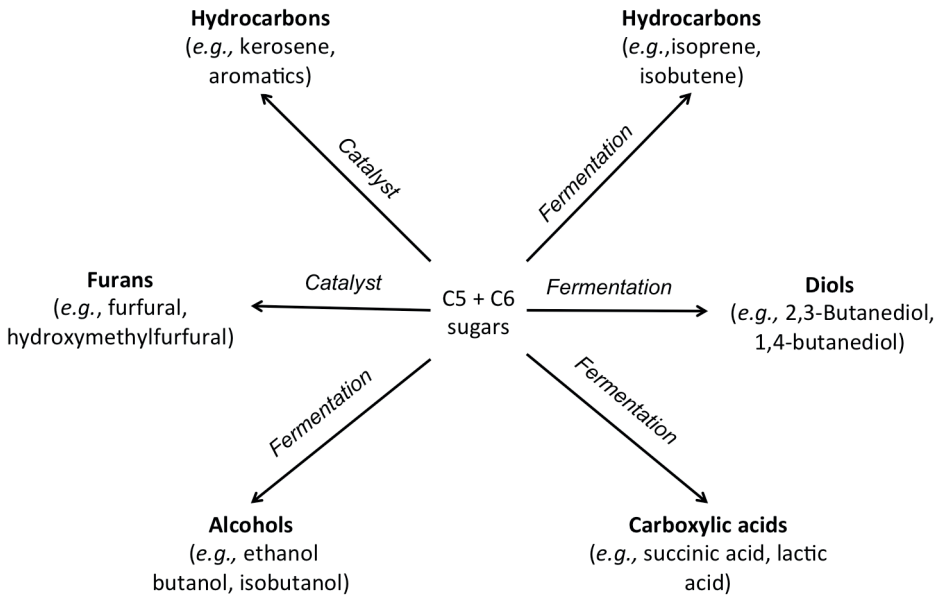 Hydrocarbons
(e.g., kerosene,
aromatics)
Hydrocarbons
(e.g.,isoprene,
isobutene)
Catalyst
Fermentation
Furans
(e.g., furfural,
hydroxymethylfurfural)
Catalyst
C5 + C6
sugars
Fermentation
Diols
(e.g., 2,3-Butanediol,
1,4-butanediol)
Fermentation
Fermentation
Alcohols
(e.g., ethanol
butanol, isobutanol)
Carboxylic acids
(e.g., succinic acid, lactic
acid)